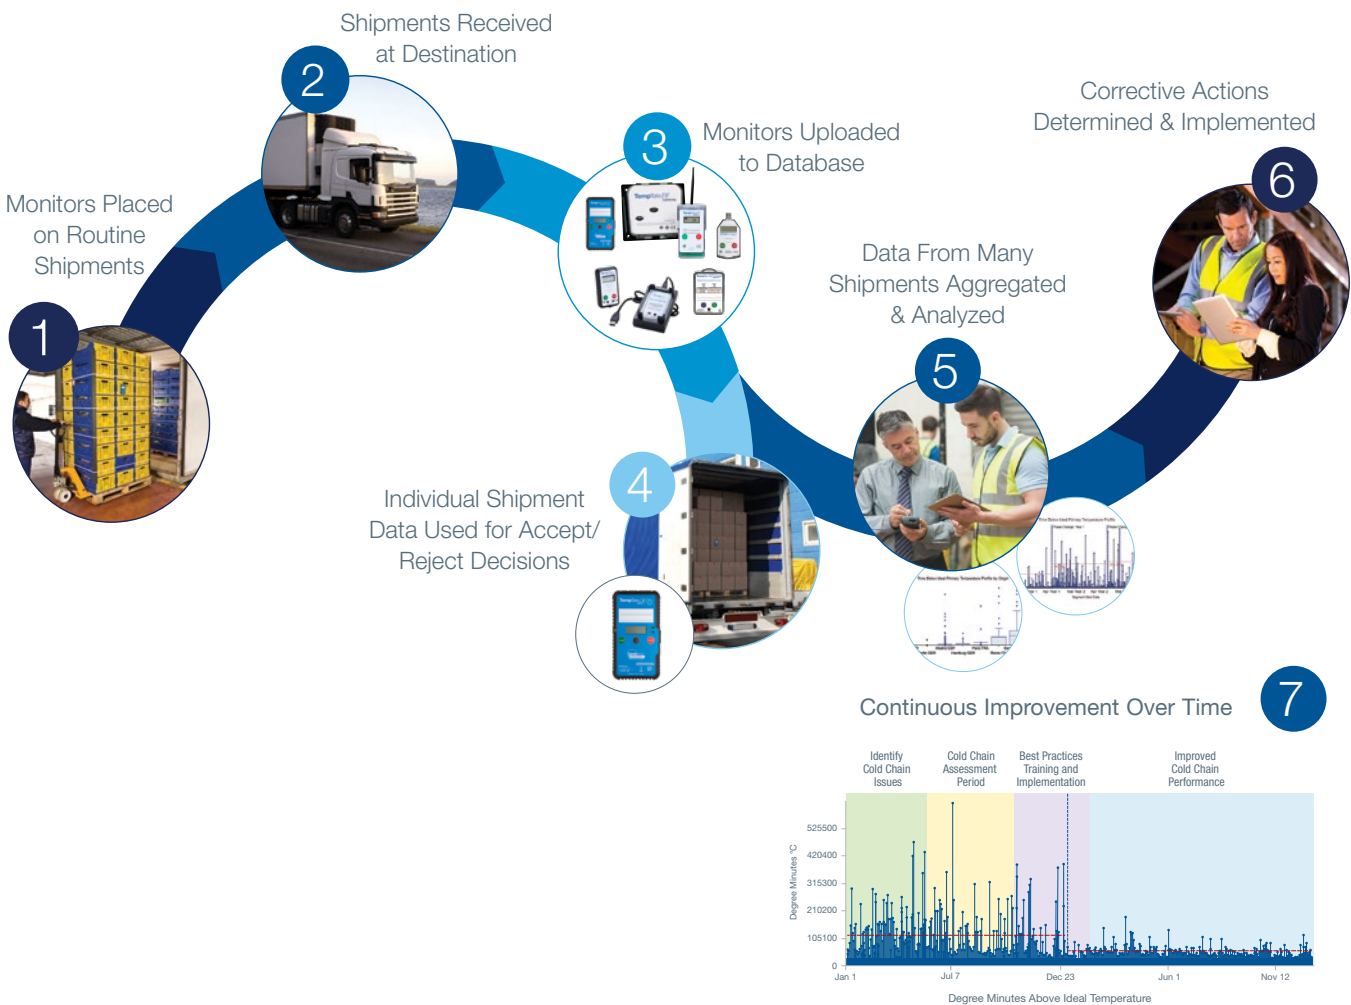 1
Monitors Placed
on Routine
Shipments
2
Shipments Received
at Destination
3
Monitors Uploaded
to Database
4
Individual Shipment
Data Used for Accept/
Reject Decisions
5
Data From Many
Shipments Aggregated
& Analyzed
6
Corrective Actions
Determined & Implemented
7
Continuous Improvement Over Time
Identify
Cold Chain
Issues
Cold Chain
Assessment
Period
Best Practices
Training and
Implementation
Improved
Cold Chain
Performance
Degree Minutes °C
525500
420400
315300
210200
105100
0
Jan 1
Jul 7
Dec 23
Jun 1
Nov 12
Degree Minutes Above Ideal Temperature